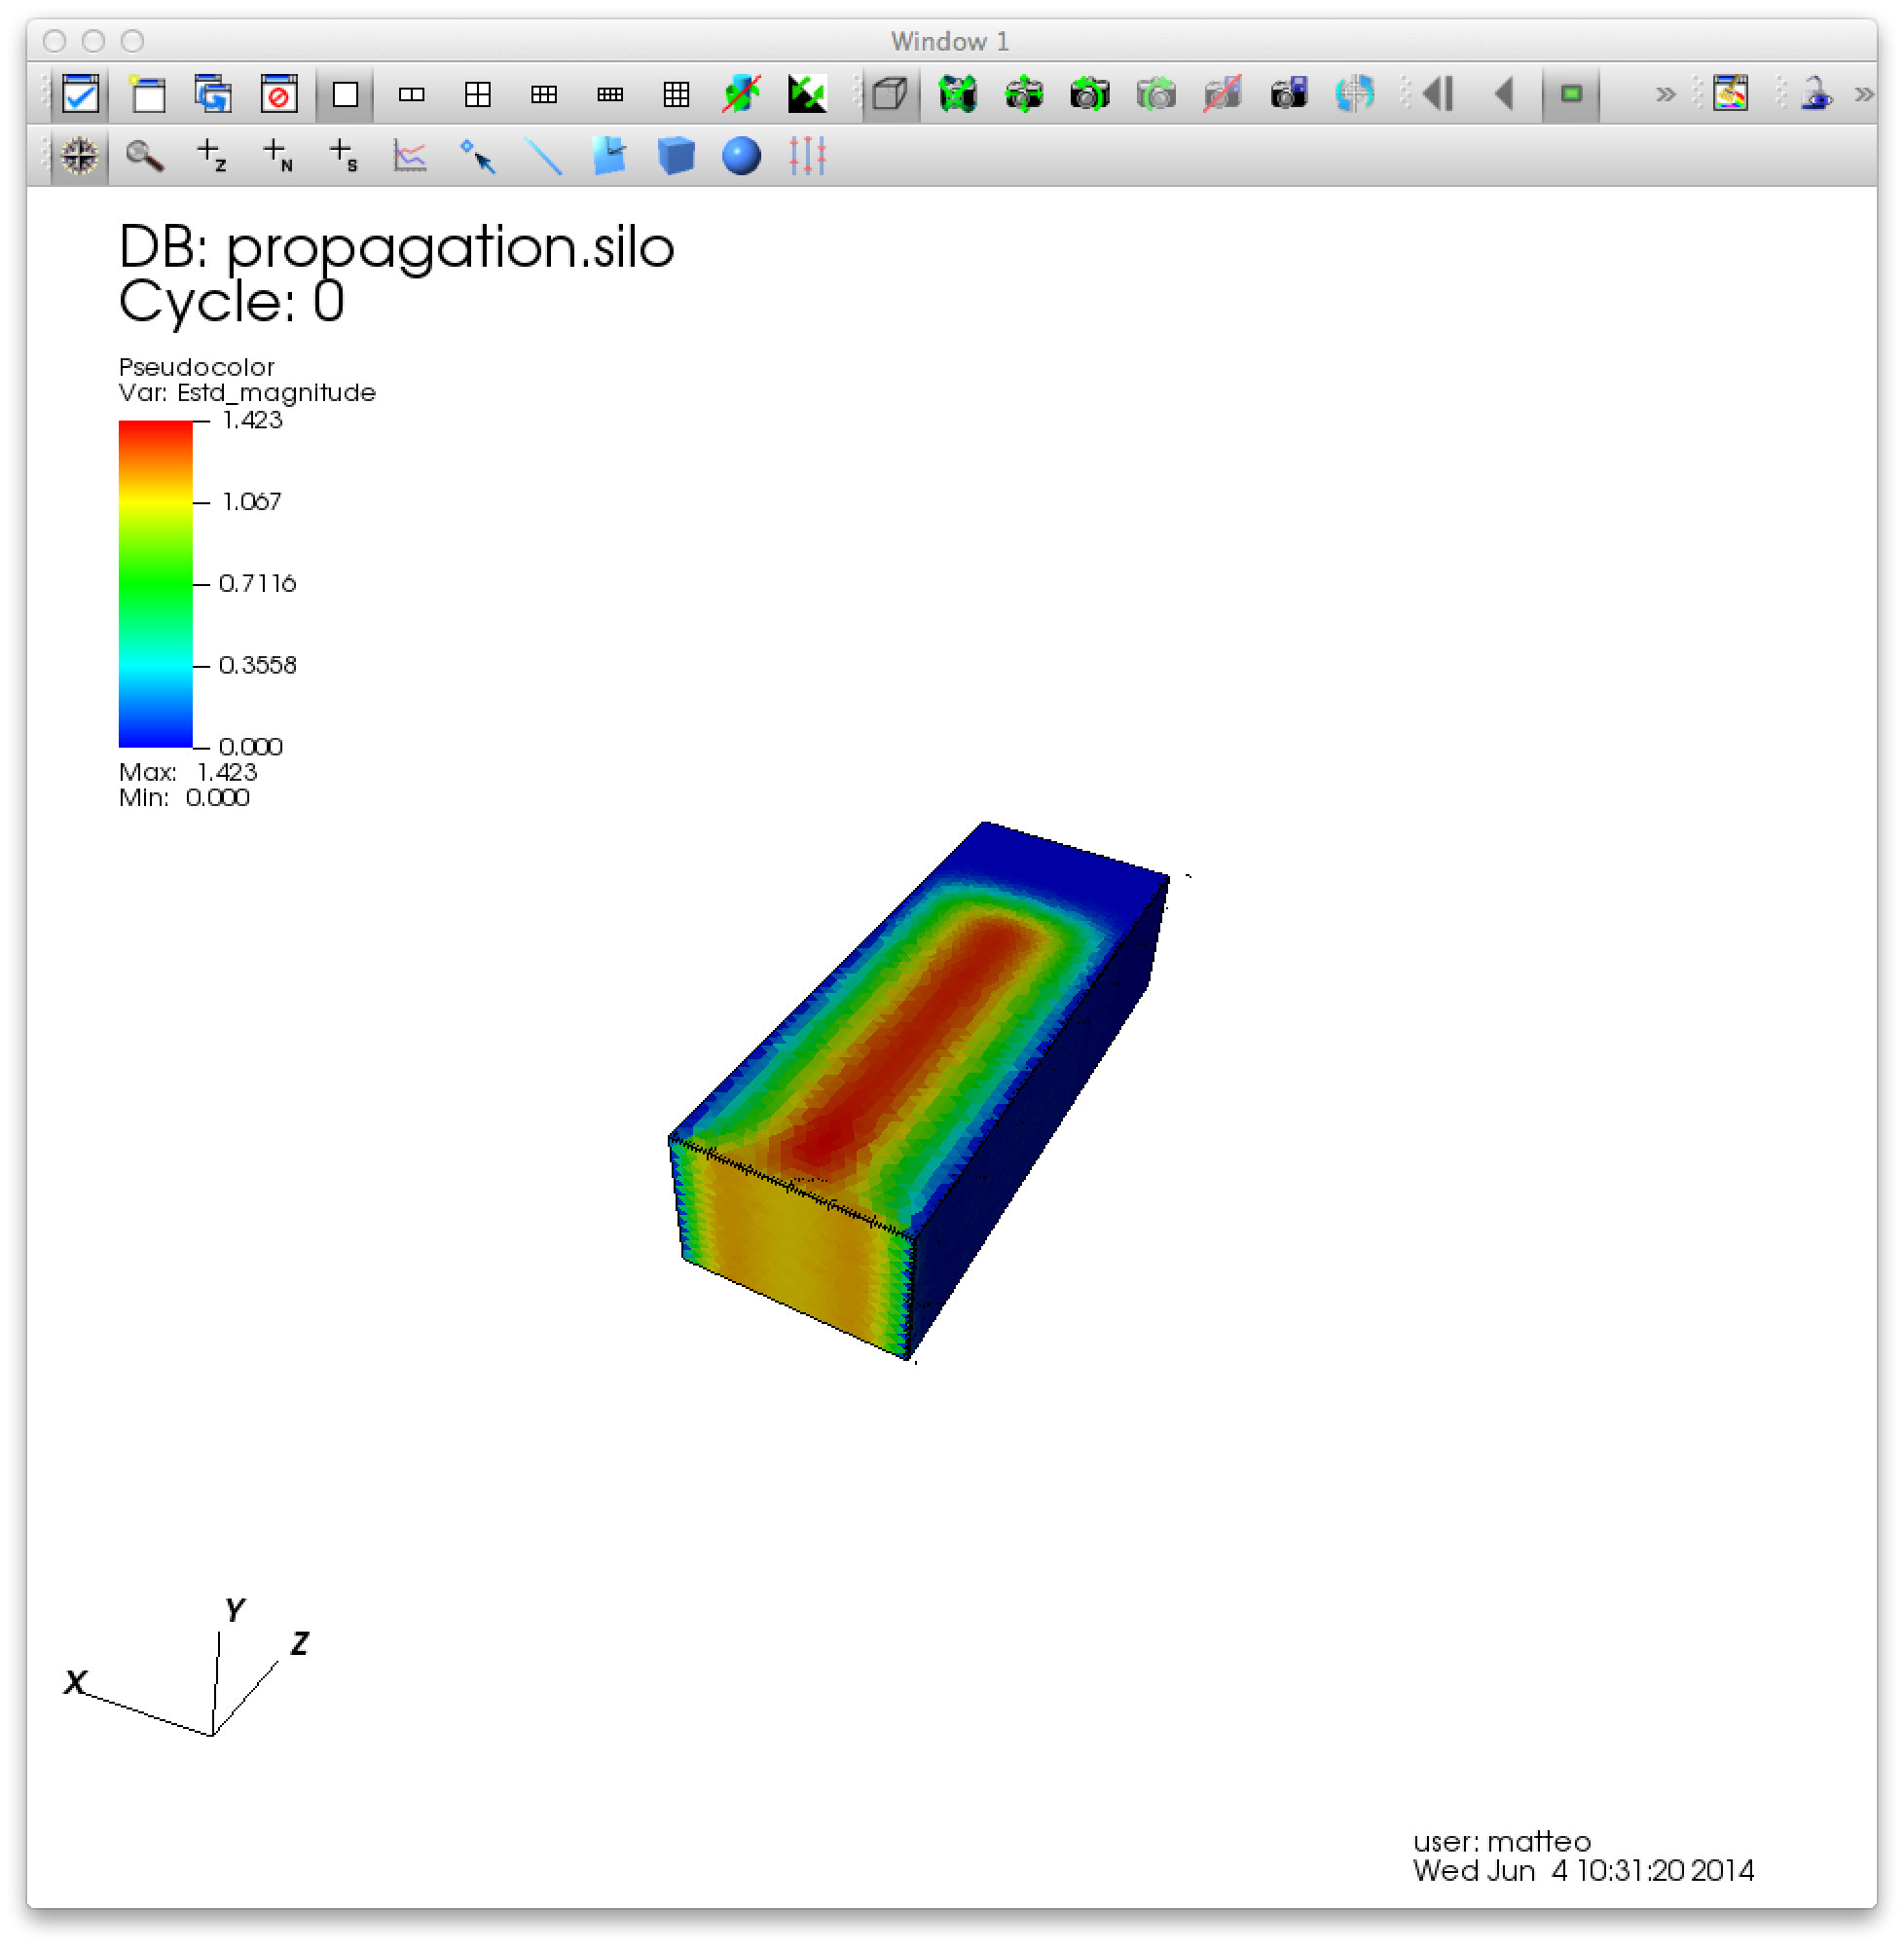 Window 1
»
»
+Z
+N
+S
DB: propagation.silo
Cycle: 0
Pseudocolor
Var: Estd_magnitude
1.423
1.067
0.7116
0.3558
0.000
Max: 1.423
Min: 0.000
Y
Z
X
user: matteo
Wed Jun 4 10:31:20 2014